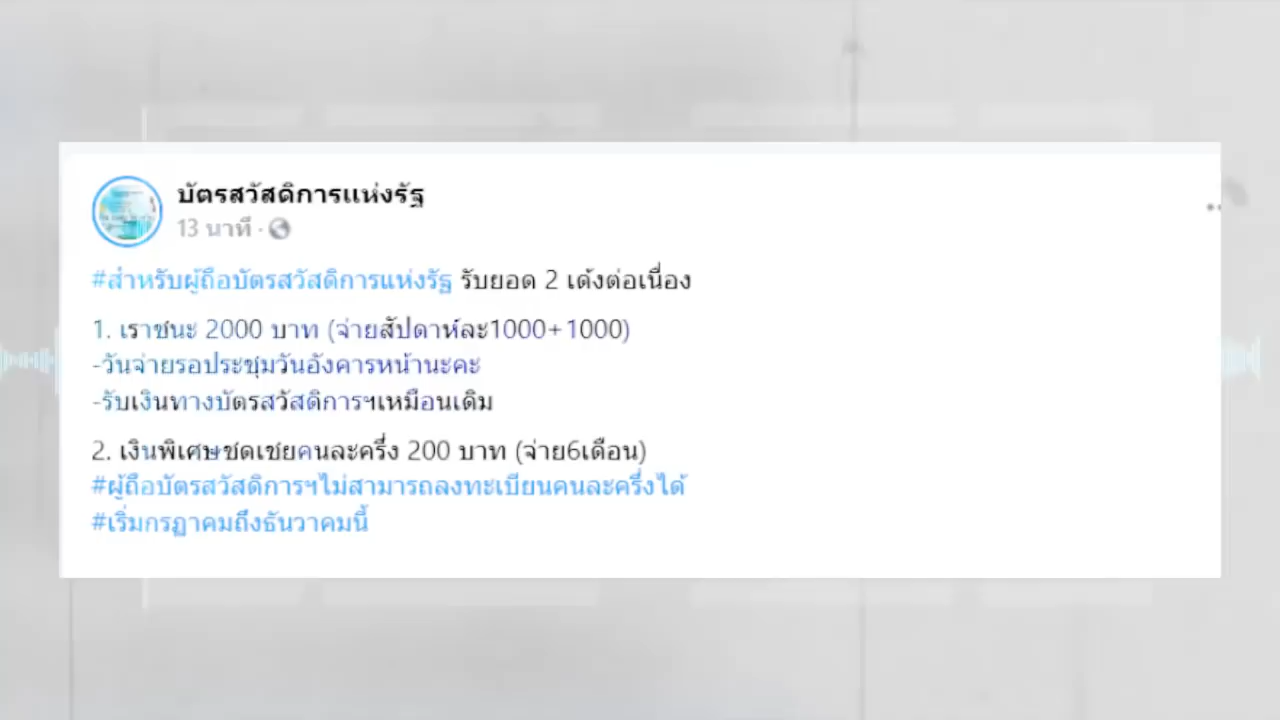 บัตรสวัสดิการแห่งรัฐ
13 นาที ·
#สำหรับผู้ถือบัตรสวัสดิการแห่งรัฐ รับยอด 2 เด้งต่อเนื่อง
1. เราชนะ 2000 บาท (จ่ายสัปดาห์ละ1000+1000)
-วันจ่ายรอประชุมวันอังคารหน้านะคะ
-รับเงินทางบัตรสวัสดิการฯเหมือนเดิม
2. เงินพิเศษชดเชยคนละครึ่ง 200 บาท (จ่าย6เดือน)
#ผู้ถือบัตรสวัสดิการฯไม่สามารถลงทะเบียนคนละครึ่งได้
#เริ่มกรฏาคมถึงธันวาคมนี้